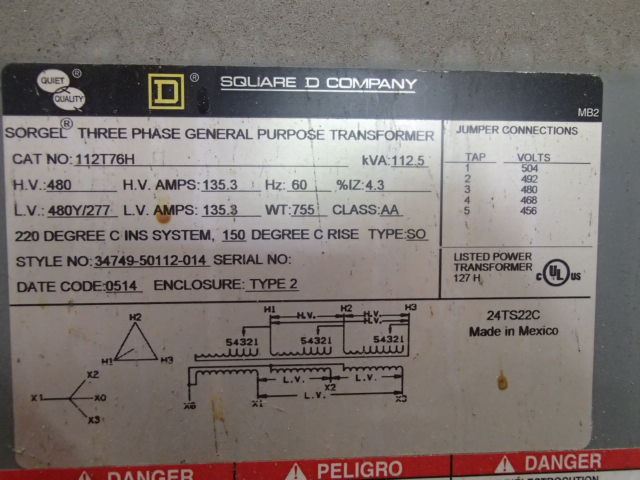 QUIET QUALITY ®
D ®
SQUARE D COMPANY
MB2
SORGEL® THREE PHASE GENERAL PURPOSE TRANSFORMER
CAT NO: 112T76H kVA: 112.5
H.V.: 480 H.V. AMPS: 135.3 Hz: 60 %IZ: 4.3
L.V.: 480Y/277 L.V. AMPS: 135.3 WT: 755 CLASS: AA
220 DEGREE C INS SYSTEM, 150 DEGREE C RISE TYPE: SO
STYLE NO: 34749-50112-014 SERIAL NO:
DATE CODE: 0514 ENCLOSURE: TYPE 2
JUMPER CONNECTIONS
TAP VOLTS
1 504
2 492
3 480
4 468
5 456
LISTED POWER
TRANSFORMER
127 H
c UL US ®
24TS22C
Made in Mexico
H2
H1 H3
X2
X1 X0
X3
H1 H2 H3
H.V. H.V.
H.V.
54321 54321 54321
L.V. L.V.
X2
L.V.
X0 X1 X3
DANGER
PELIGRO
DANGER